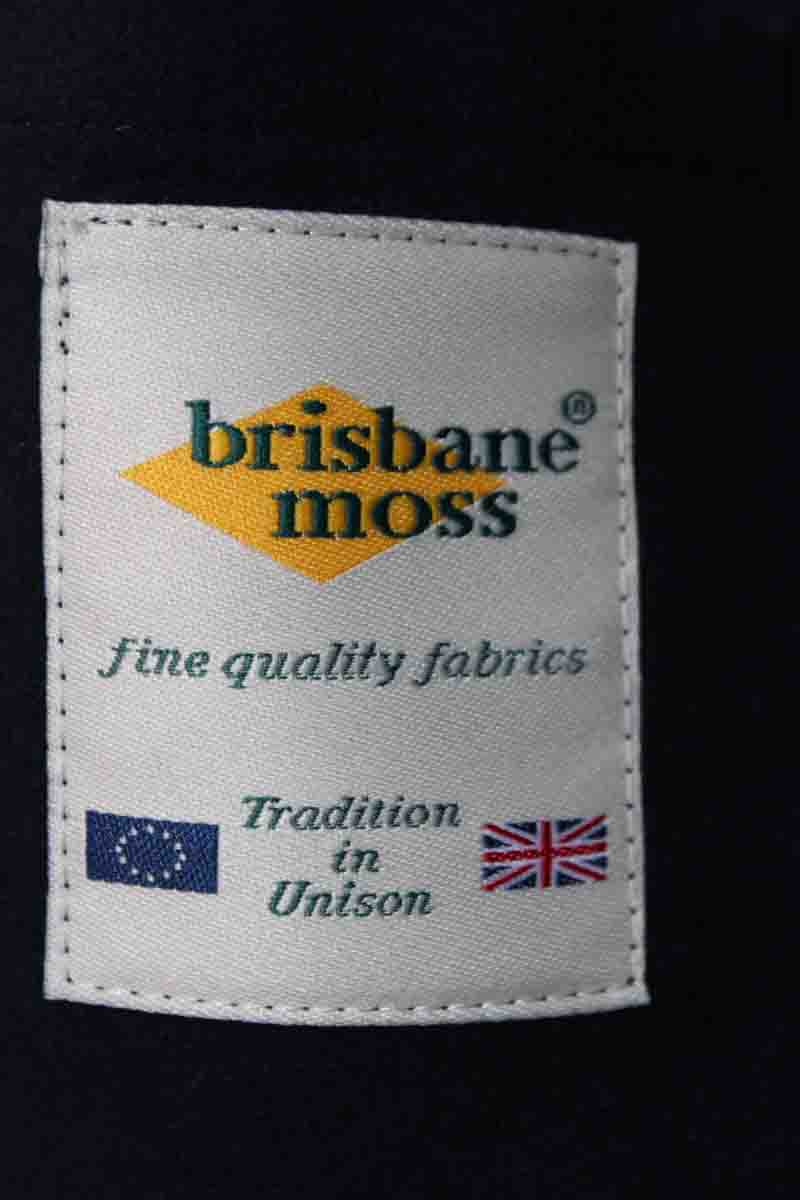 brisbane®
moss
fine quality fabrics
Tradition
in
Unison